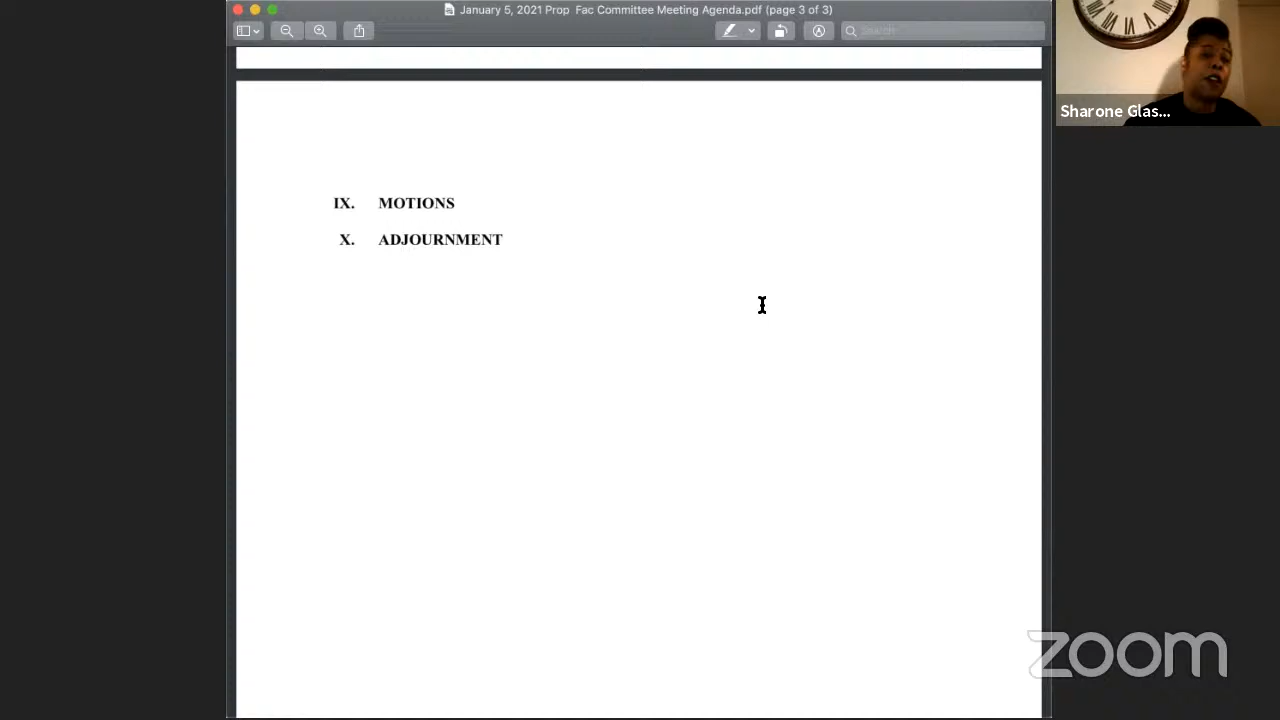 January 5, 2021 Prop Fac Committee Meeting Agenda.pdf (page 3 of 3)
Search
Sharone Glas...
IX. MOTIONS
X. ADJOURNMENT
zoom